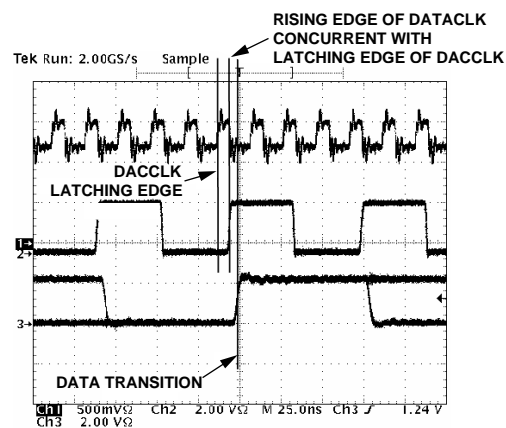 RISING EDGE OF DATACLK
CONCURRENT WITH
LATCHING EDGE OF DACCLK
Tek Run: 2.00GS/s Sample
DACCLK
LATCHING EDGE
1→
2→
3→
DATA TRANSITION
Ch1 500mVΩ Ch2 2.00 VΩ M 25.0ns Ch3 ƒ 1.24 V
Ch3 2.00 VΩ